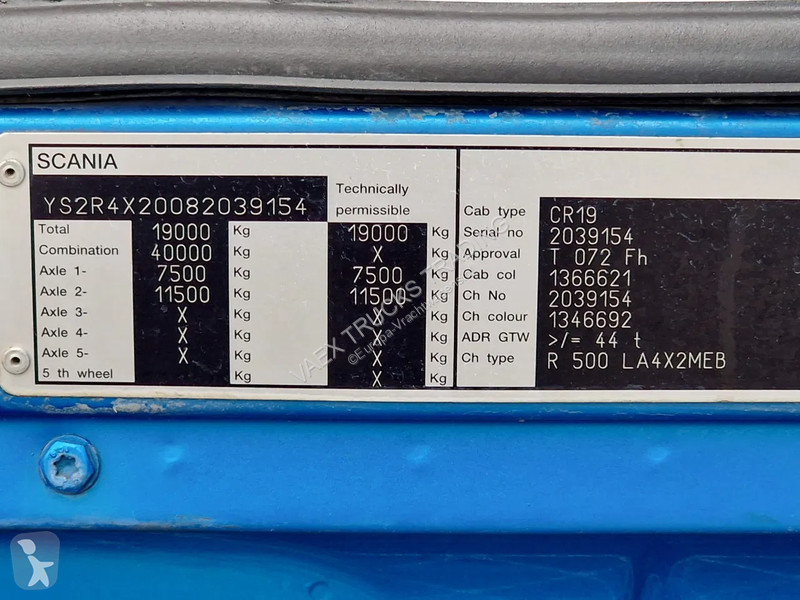 SCANIA
YS2R4X20082039154
Technically
permissible
Total 19000 Kg 19000 Kg
Combination 40000 Kg X Kg
Axle 1- 7500 Kg 7500 Kg
Axle 2- 11500 Kg 11500 Kg
Axle 3- X Kg X Kg
Axle 4- X Kg X Kg
Axle 5- X Kg X Kg
5 th wheel Kg X Kg
Cab type CR19
Serial no 2039154
Approval T 072 Fh
Cab col 1366621
Ch No 2039154
Ch colour 1346692
ADR GTW >/= 44 t
Ch type R 500 LA4X2MEB
VAEX TRUCKS TRADING